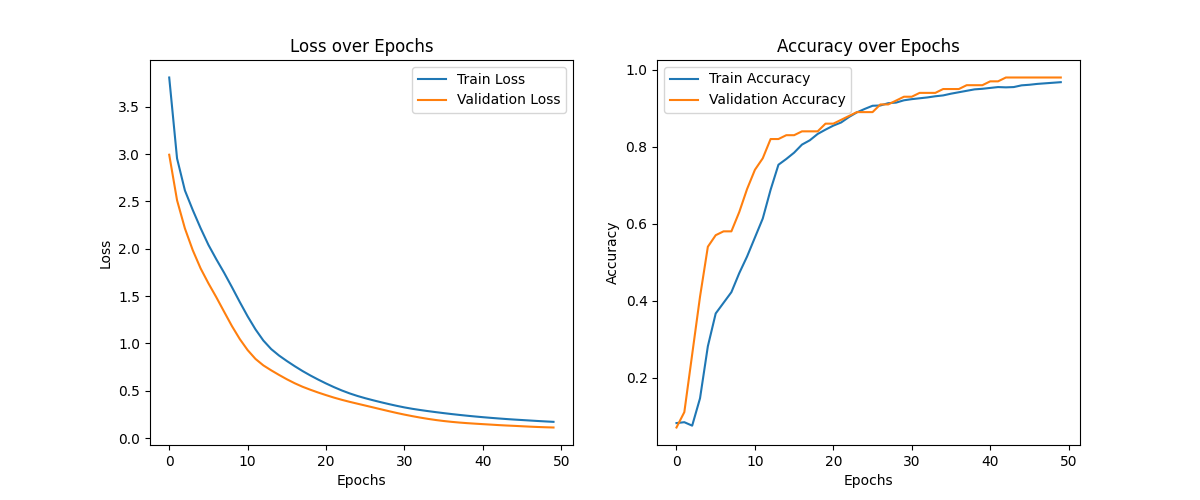 Loss over Epochs
Train Loss
Validation Loss
Loss
3.5
3.0
2.5
2.0
1.5
1.0
0.5
0.0
0 10 20 30 40 50
Epochs
Accuracy over Epochs
Train Accuracy
Validation Accuracy
Accuracy
1.0
0.8
0.6
0.4
0.2
0 10 20 30 40 50
Epochs